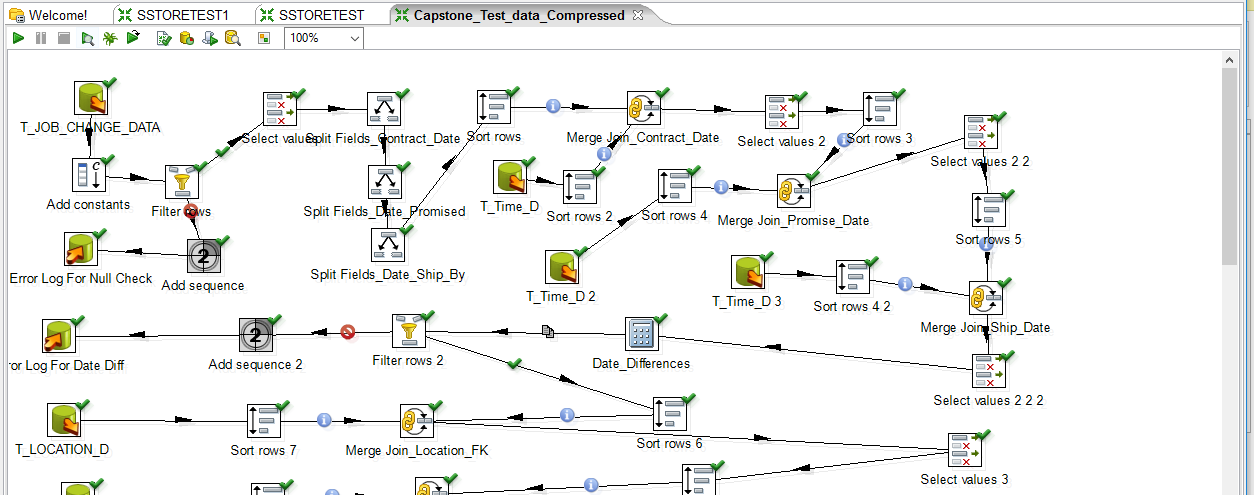 Welcome!
SSTORETEST1
SSTORETEST
Capstone_Test_data_Compressed
100%
T_JOB_CHANGE_DATA
Select values
Split Fields_Contract_Date
Sort rows
Merge Join_Contract_Date
Select values 2
Sort rows 3
Select values 2 2
Add constants
Filter rows
Split Fields_Date_Promised
T_Time_D
Sort rows 2
Sort rows 4
Merge Join_Promise_Date
Sort rows 5
Error Log For Null Check
2
Add sequence
Split Fields_Date_Ship_By
T_Time_D 2
T_Time_D 3
Sort rows 4 2
Merge Join_Ship_Date
ror Log For Date Diff
2
Add sequence 2
Filter rows 2
Date_Differences
Select values 2 2 2
T_LOCATION_D
Sort rows 7
Merge Join_Location_FK
Sort rows 6
Select values 3